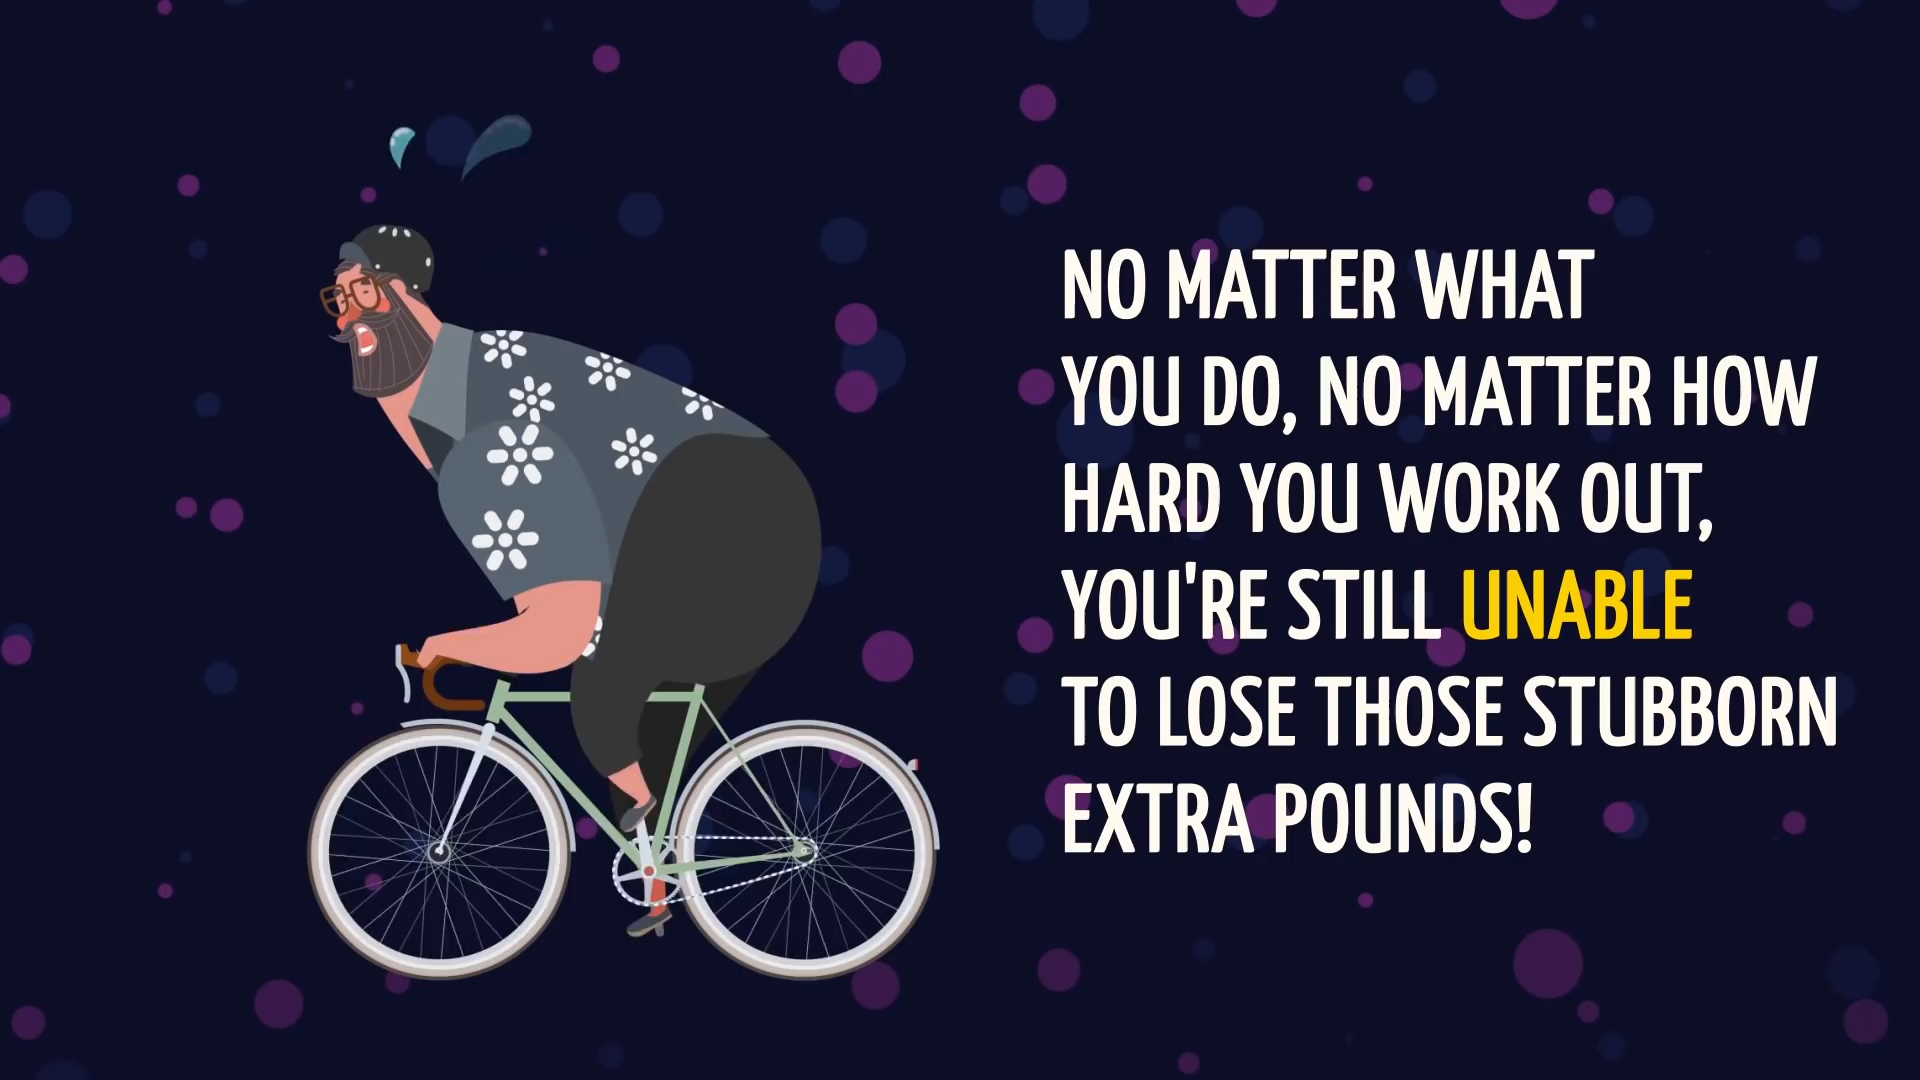 NO MATTER WHAT
YOU DO, NO MATTER HOW
HARD YOU WORK OUT,
YOU'RE STILL UNABLE
TO LOSE THOSE STUBBORN
EXTRA POUNDS!